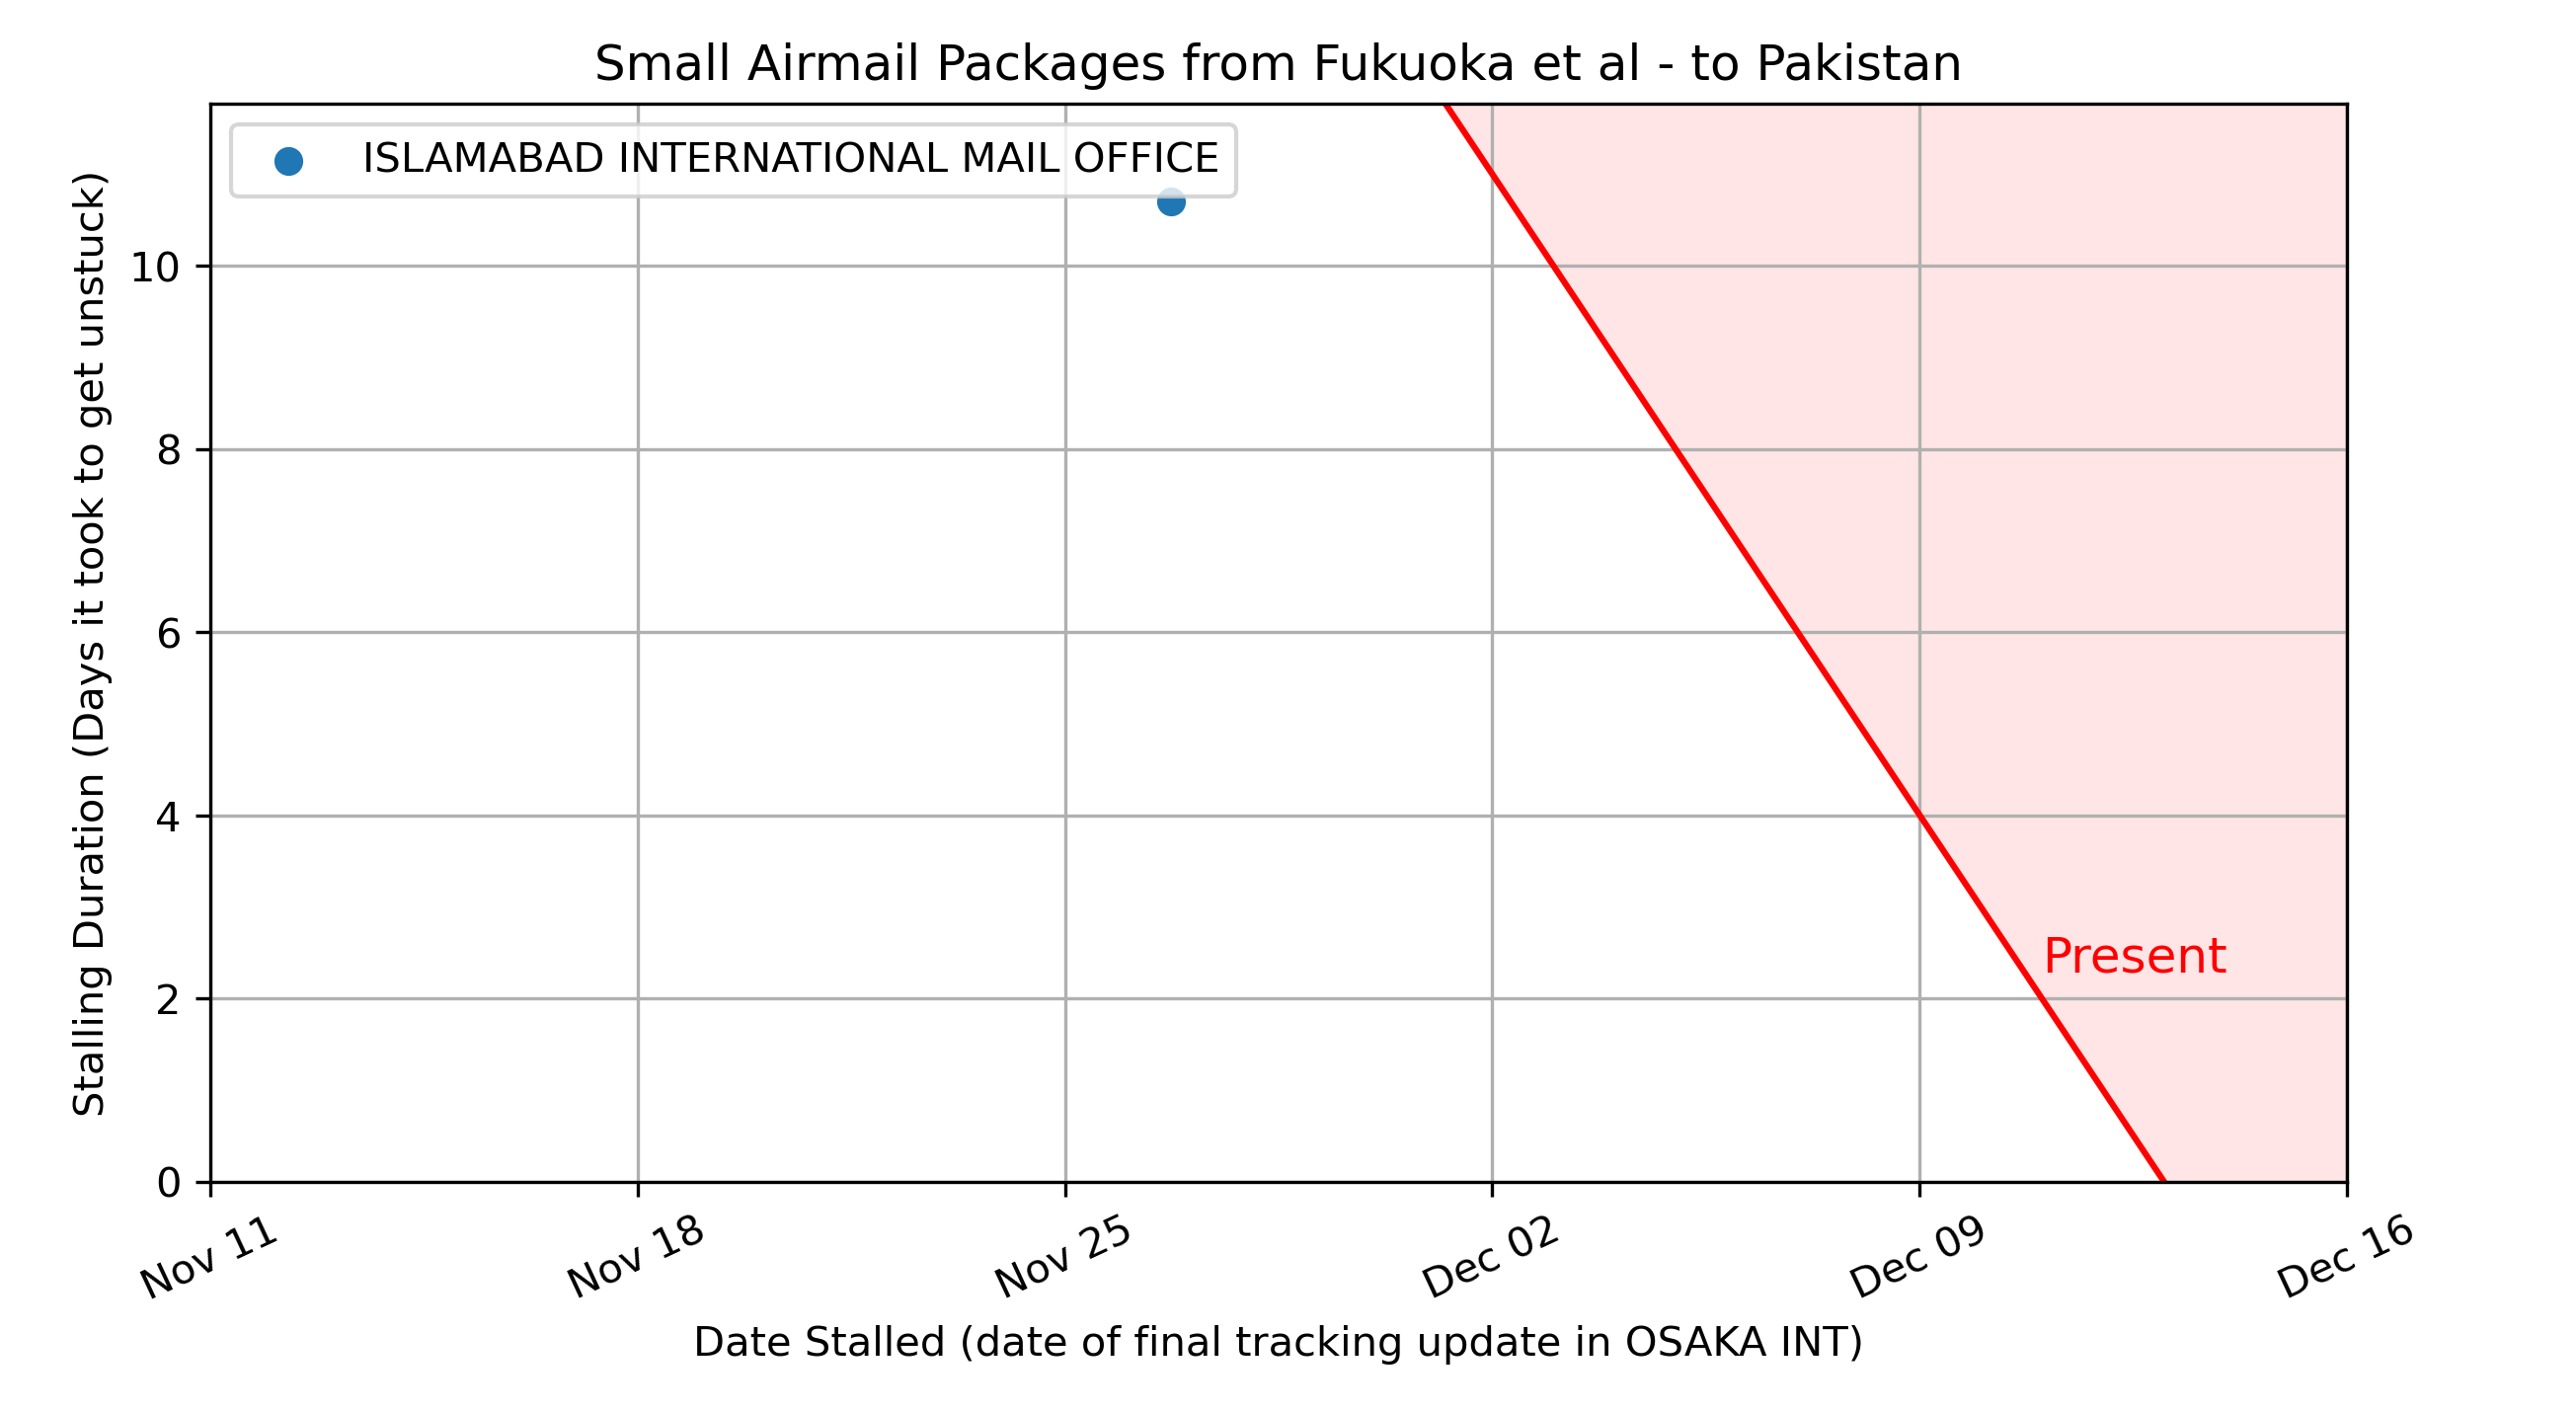 Small Airmail Packages from Fukuoka et al - to Pakistan
ISLAMABAD INTERNATIONAL MAIL OFFICE
Stalling Duration (Days it took to get unstuck)
10
8
6
4
2
0
Present
Nov 11
Nov 18
Nov 25
Dec 02
Dec 09
Dec 16
Date Stalled (date of final tracking update in OSAKA INT)